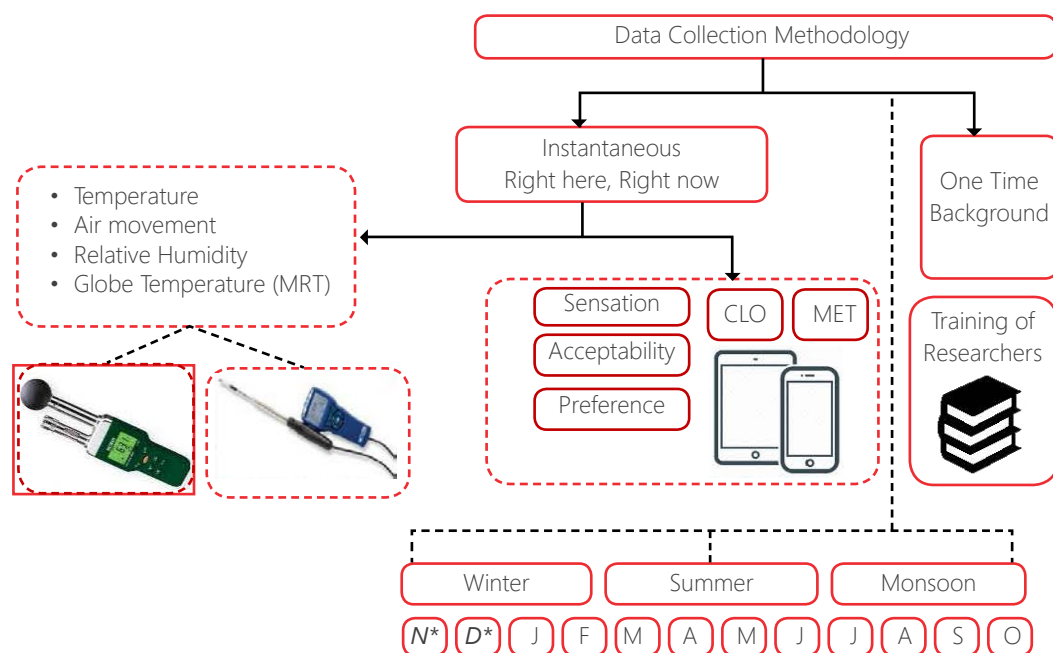 Data Collection Methodology
Instantaneous
Right here, Right now
One Time
Background
• Temperature
• Air movement
• Relative Humidity
• Globe Temperature (MRT)
Sensation
Acceptability
Preference
CLO
MET
Training of
Researchers
Winter
Summer
Monsoon
N* D* J F M A M J J A S O